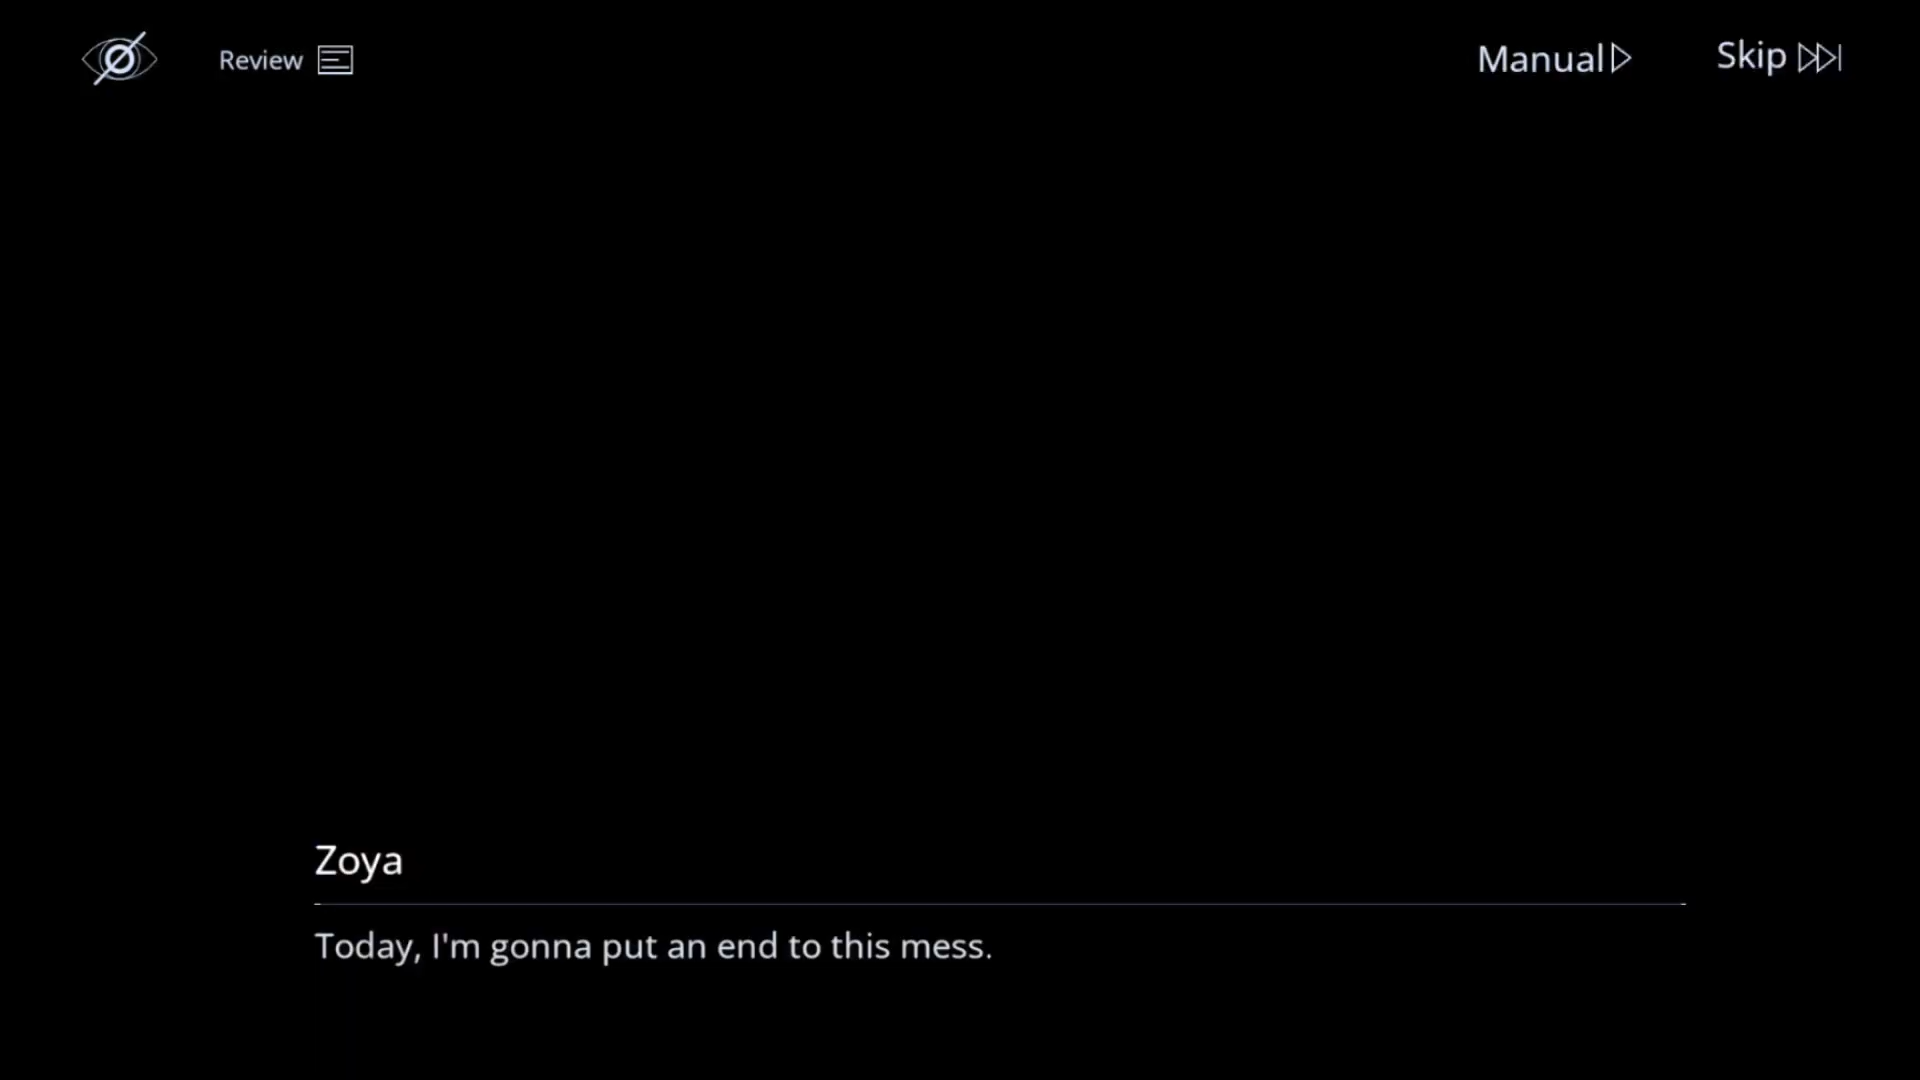 Review
Manual
Skip
Zoya
Today, I'm gonna put an end to this mess.